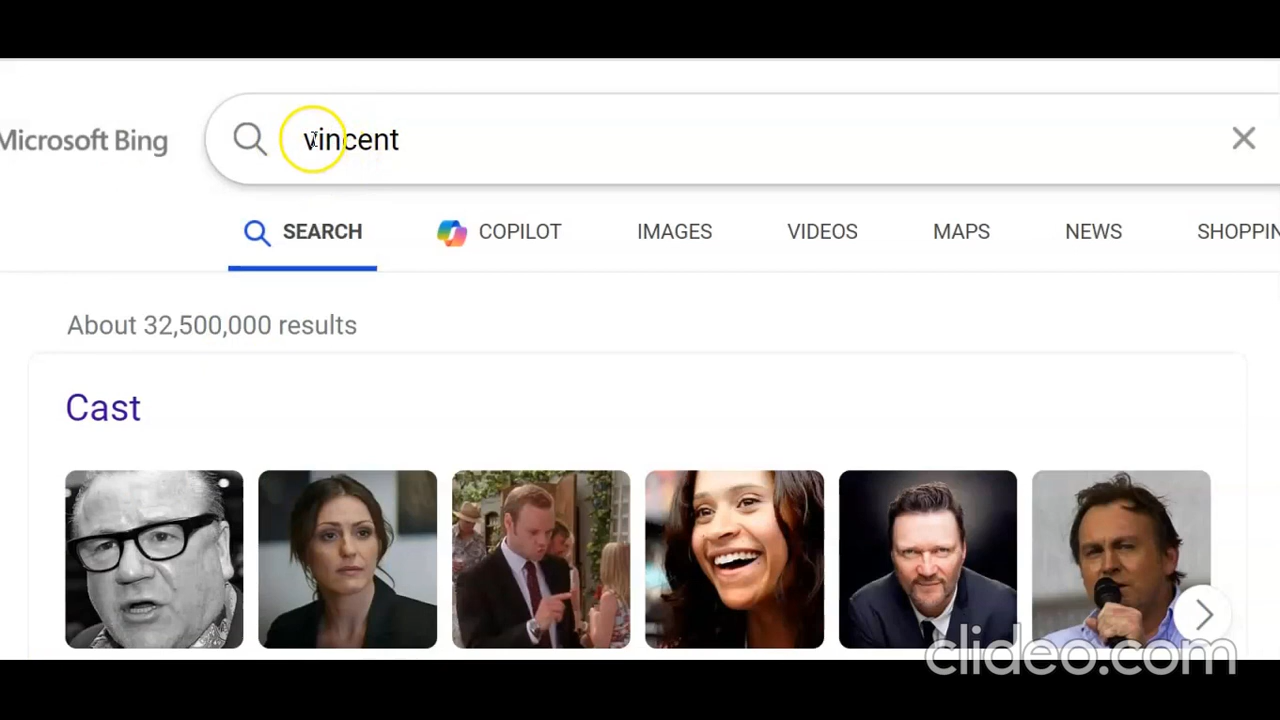 Microsoft Bing
vincent
SEARCH COPILOT IMAGES VIDEOS MAPS NEWS SHOPPIN
About 32,500,000 results
Cast
clideo.com